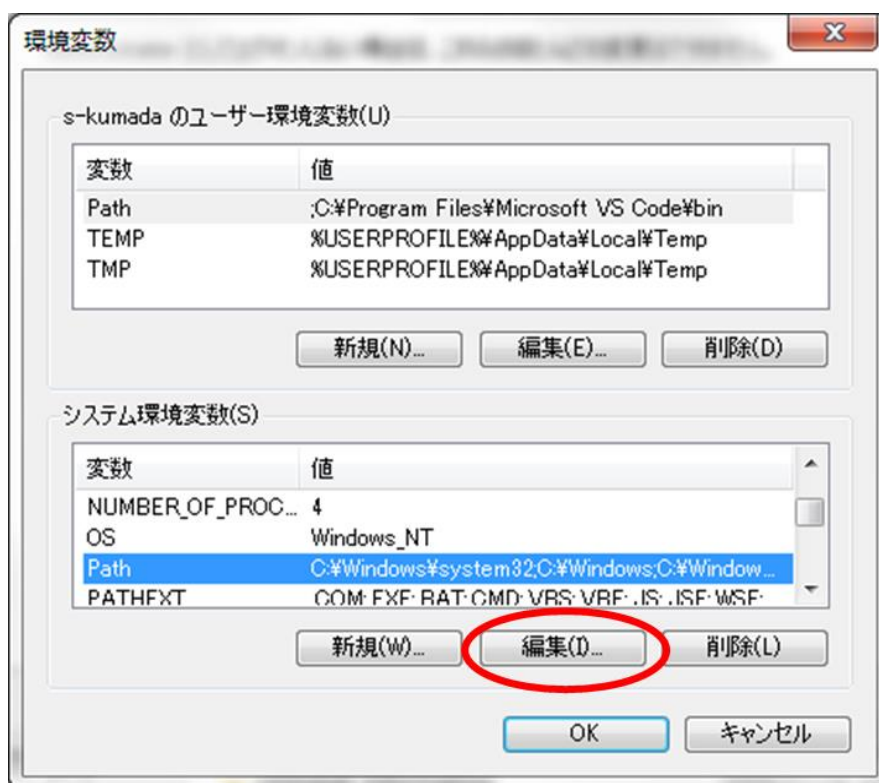 環境変数
s-kumada のユーザー環境変数(U)
変数 値
Path ;C:¥Program Files¥Microsoft VS Code¥bin
TEMP %USERPROFILE%¥AppData¥Local¥Temp
TMP %USERPROFILE%¥AppData¥Local¥Temp
新規(N)... 編集(E)... 削除(D)
システム環境変数(S)
変数 値
NUMBER_OF_PROC... 4
OS Windows_NT
Path C:¥Windows¥system32;C:¥Windows;C:¥Window...
PATHEXT .COM;.EXE;.BAT;.CMD;.VBS;.VBE;.JS;.JSE;.WSF;
新規(W)... 編集(I)... 削除(L)
OK キャンセル